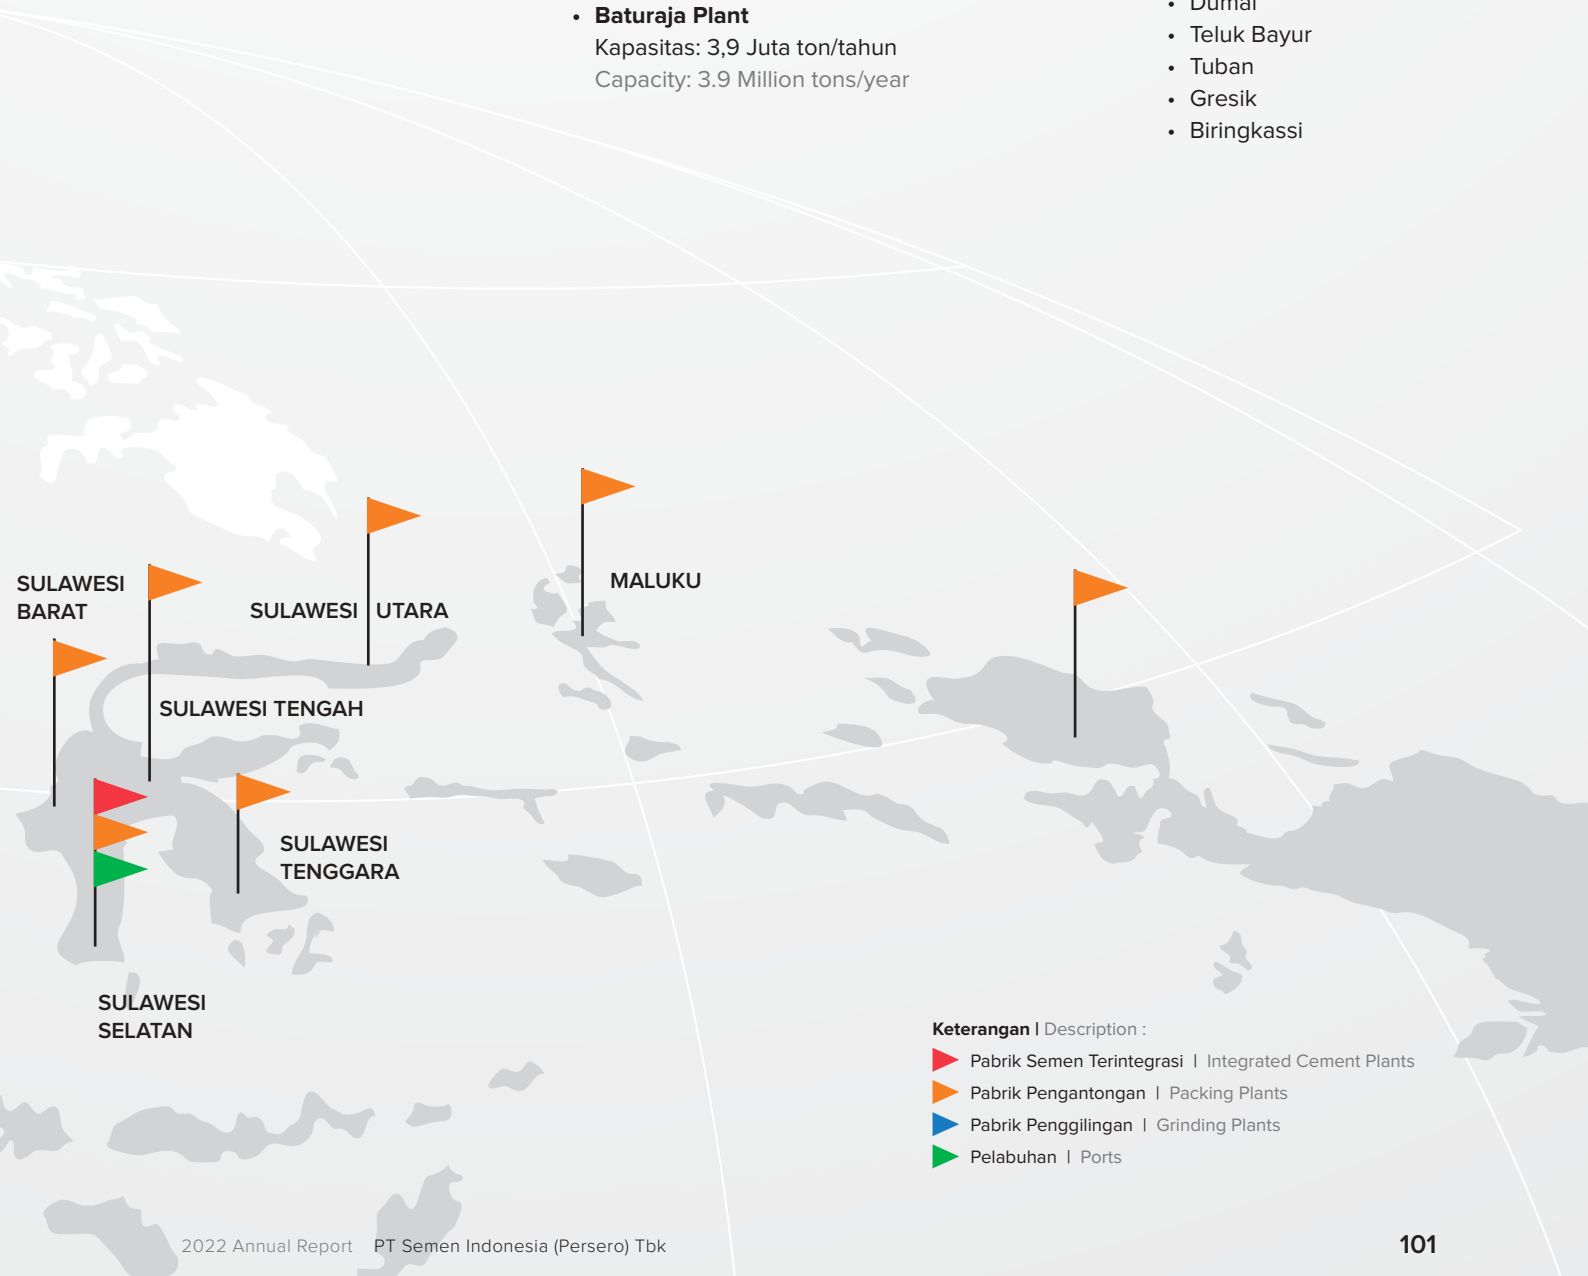 • Baturaja Plant
Kapasitas: 3,9 Juta ton/tahun
Capacity: 3.9 Million tons/year
• Dumai
• Teluk Bayur
• Tuban
• Gresik
• Biringkassi
MALUKU
SULAWESI
BARAT
SULAWESI UTARA
SULAWESI TENGAH
SULAWESI
TENGGARA
SULAWESI
SELATAN
Keterangan | Description :
Pabrik Semen Terintegrasi | Integrated Cement Plants
Pabrik Pengantongan | Packing Plants
Pabrik Penggilingan | Grinding Plants
Pelabuhan | Ports
2022 Annual Report PT Semen Indonesia (Persero) Tbk
101